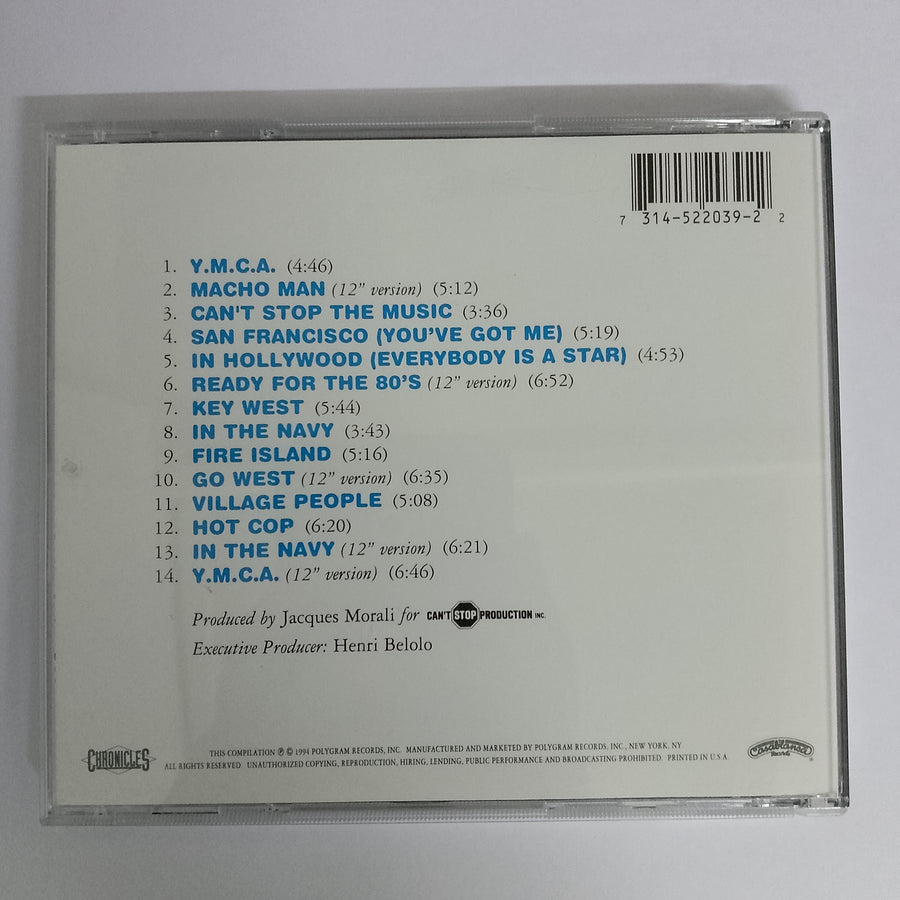 7 314-522039-2 2
1. Y.M.C.A. (4:46)
2. MACHO MAN (12" version) (5:12)
3. CAN'T STOP THE MUSIC (3:36)
4. SAN FRANCISCO (YOU'VE GOT ME) (5:19)
5. IN HOLLYWOOD (EVERYBODY IS A STAR) (4:53)
6. READY FOR THE 80'S (12" version) (6:52)
7. KEY WEST (5:44)
8. IN THE NAVY (3:43)
9. FIRE ISLAND (5:16)
10. GO WEST (12" version) (6:35)
11. VILLAGE PEOPLE (5:08)
12. HOT COP (6:20)
13. IN THE NAVY (12" version) (6:21)
14. Y.M.C.A. (12" version) (6:46)
Produced by Jacques Morali for CAN'T STOP PRODUCTION INC.
Executive Producer: Henri Belolo
CHRONICLES
THIS COMPILATION ℗ © 1994 POLYGRAM RECORDS, INC. MANUFACTURED AND MARKETED BY POLYGRAM RECORDS, INC., NEW YORK, NY
ALL RIGHTS RESERVED. UNAUTHORIZED COPYING, REPRODUCTION, HIRING, LENDING, PUBLIC PERFORMANCE AND BROADCASTING PROHIBITED. PRINTED IN U.S.A.
Casablanca
Records